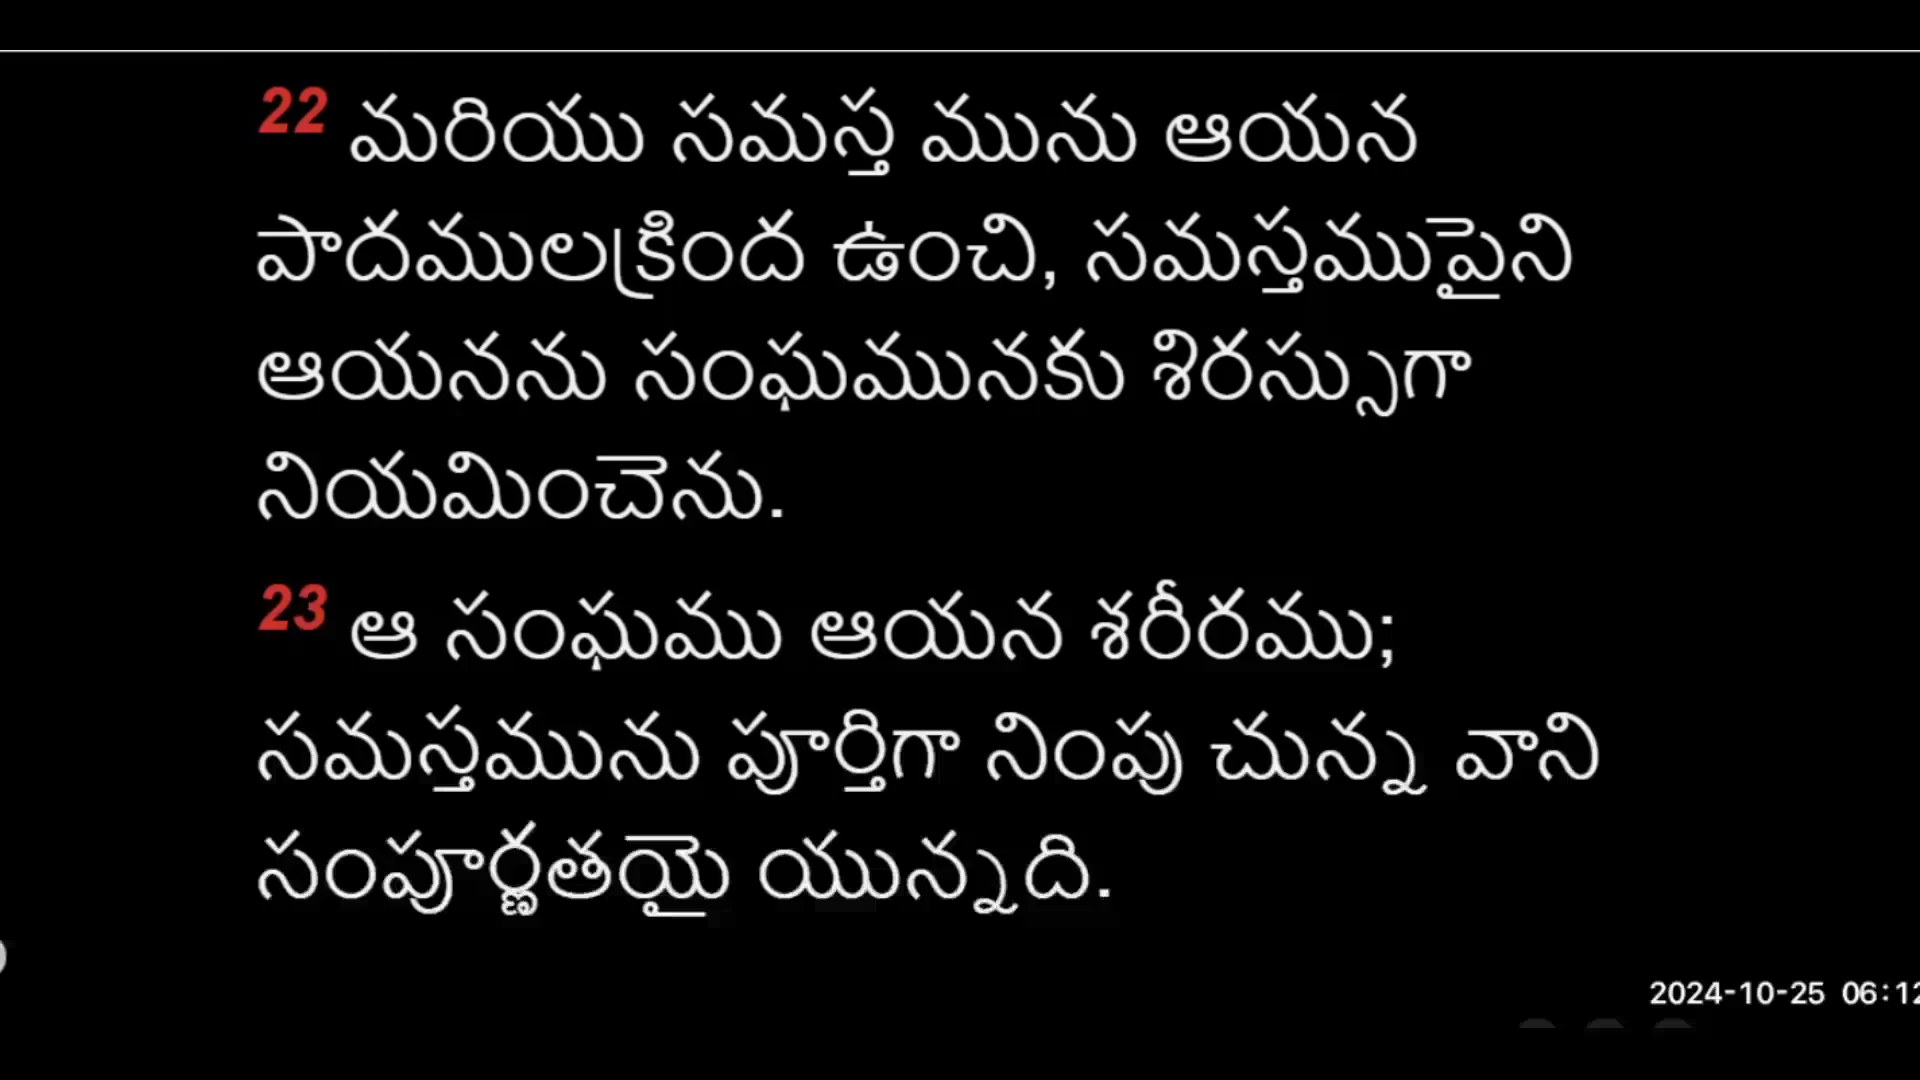 22 మరియు సమస్త మును ఆయన
పాదములక్రింద ఉంచి, సమస్తముపైని
ఆయనను సంఘమునకు శిరస్సుగా
నియమించెను.
23 ఆ సంఘము ఆయన శరీరము;
సమస్తమును పూర్తిగా నింపు చున్న వాని
సంపూర్ణతయై యున్నది.
2024-10-25 06:12